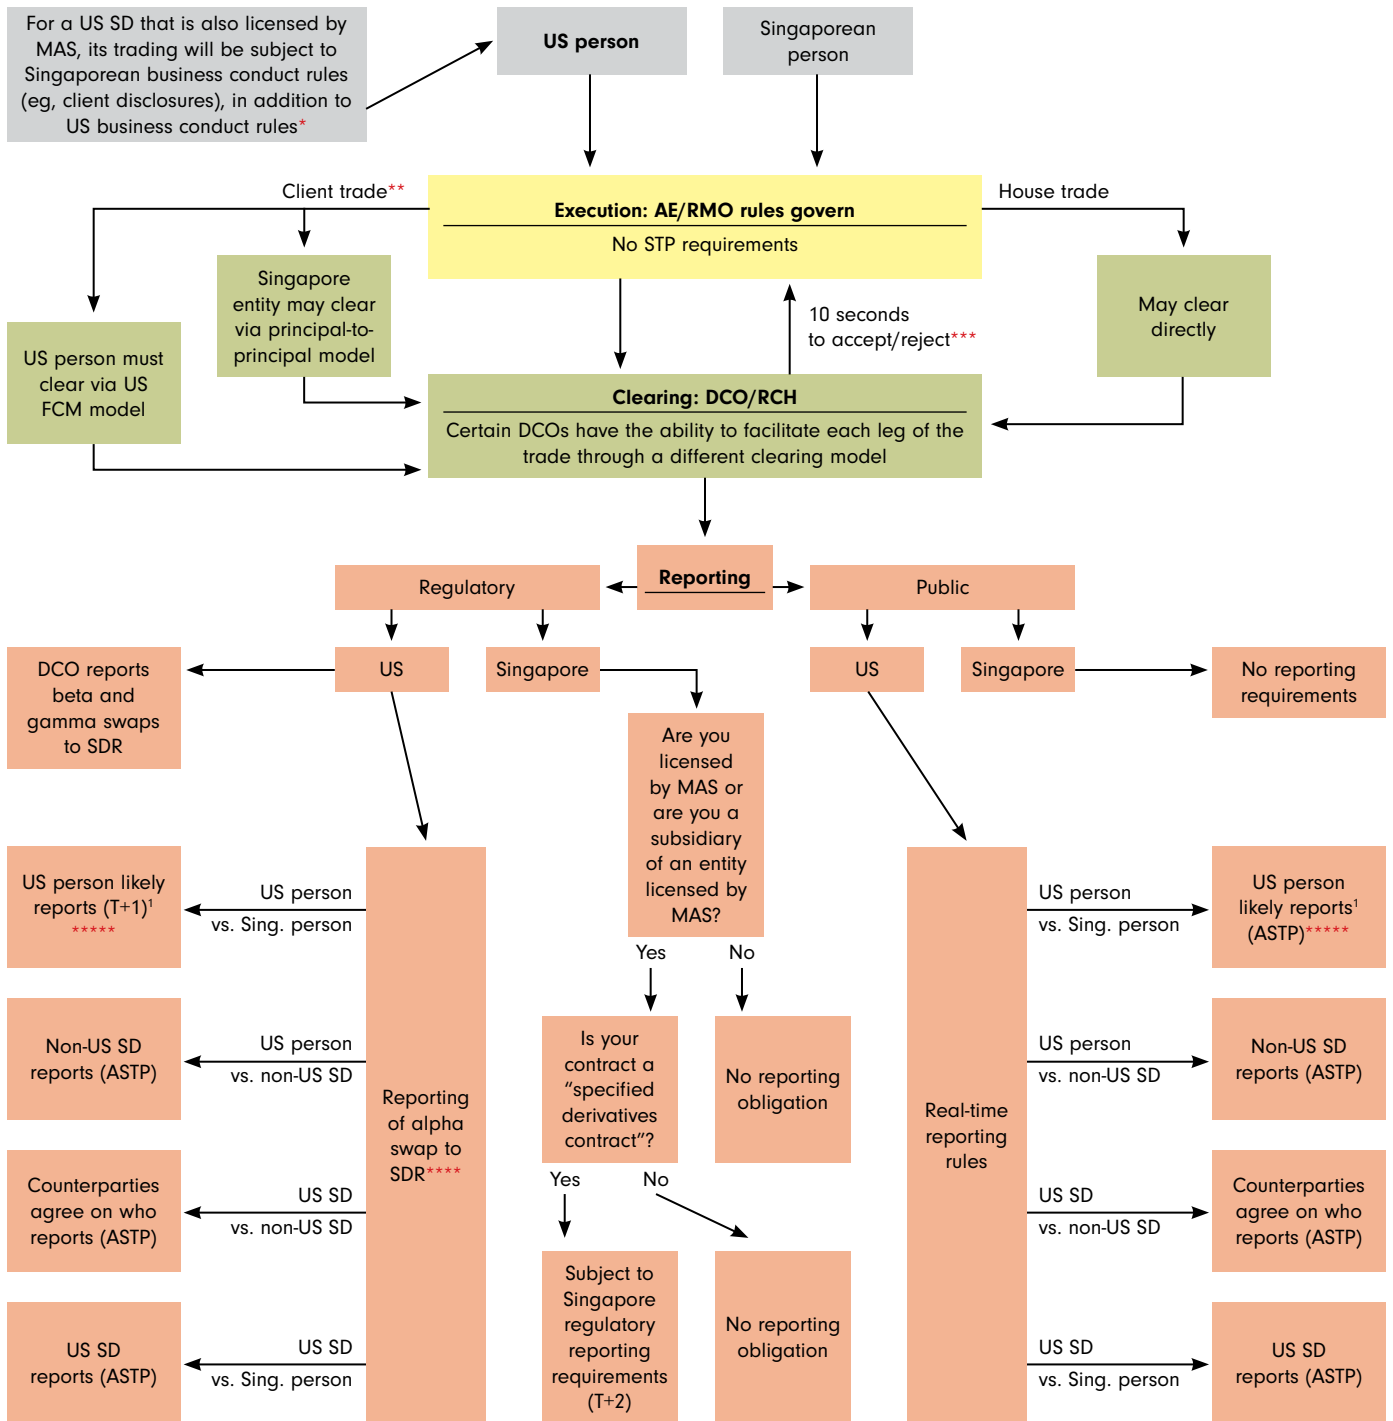 For a US SD that is also licensed by
MAS, its trading will be subject to
Singaporean business conduct rules
(eg, client disclosures), in addition to
US business conduct rules*
US person
Singaporean
person
Client trade**
Execution: AE/RMO rules govern
No STP requirements
House trade
Singapore
entity may clear
via principal-to-
principal model
US person must
clear via US
FCM model
10 seconds
to accept/reject***
May clear
directly
Clearing: DCO/RCH
Certain DCOs have the ability to facilitate each leg of the
trade through a different clearing model
Reporting
Regulatory
Public
US
Singapore
US
Singapore
DCO reports
beta and
gamma swaps
to SDR
No reporting
requirements
Are you
licensed
by MAS or
are you a
subsidiary
of an entity
licensed by
MAS?
Yes
No
Is your
contract a
“specified
derivatives
contract”?
No reporting
obligation
Yes
No
Subject to
Singapore
regulatory
reporting
requirements
(T+2)
No reporting
obligation
Reporting
of alpha
swap to
SDR****
US person
vs. Sing. person
US person likely
reports (T+1)¹
*****
US person
vs. non-US SD
Non-US SD
reports (ASTP)
US SD
vs. non-US SD
Counterparties
agree on who
reports (ASTP)
US SD
vs. Sing. person
US SD
reports (ASTP)
Real-time
reporting
rules
US person
vs. Sing. person
US person
likely reports¹
(ASTP)*****
US person
vs. non-US SD
Non-US SD
reports (ASTP)
US SD
vs. non-US SD
Counterparties
agree on who
reports (ASTP)
US SD
vs. Sing. person
US SD
reports (ASTP)